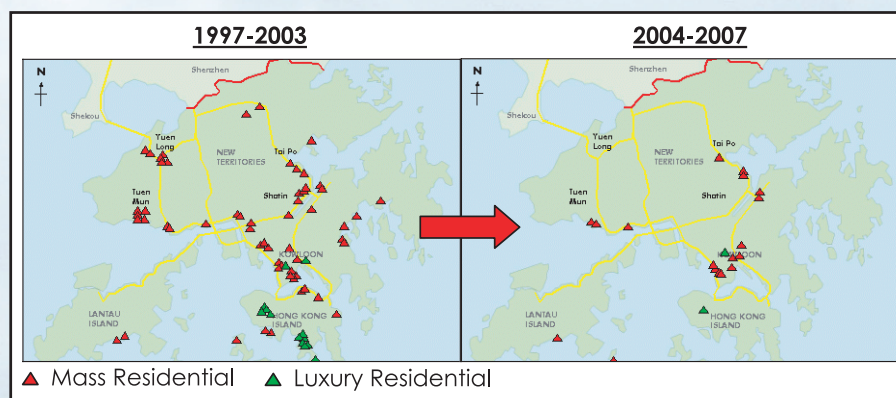 1997-2003
2004-2007
N
Shenzhen
Shekou
Yuen
Long
NEW
TERRITORIES
Tai Po
Tuen
Mun
Shatin
KOWLOON
LANTAU
ISLAND
HONG KONG
ISLAND
N
Shenzhen
Shekou
Yuen
Long
NEW
TERRITORIES
Tai Po
Tuen
Mun
Shatin
KOWLOON
LANTAU
ISLAND
HONG KONG
ISLAND
Mass Residential
Luxury Residential